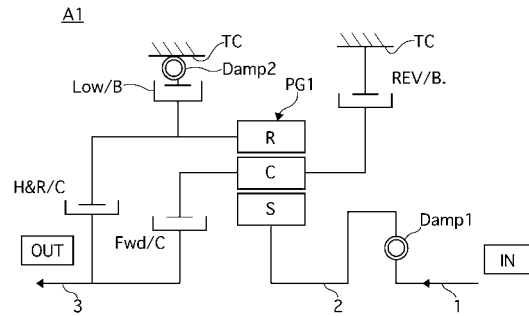 A1
TC
TC
Damp2
Low/B
PG1
REV/B.
R
C
S
H&R/C
Fwd/C
Damp1
OUT
IN
3
2
1